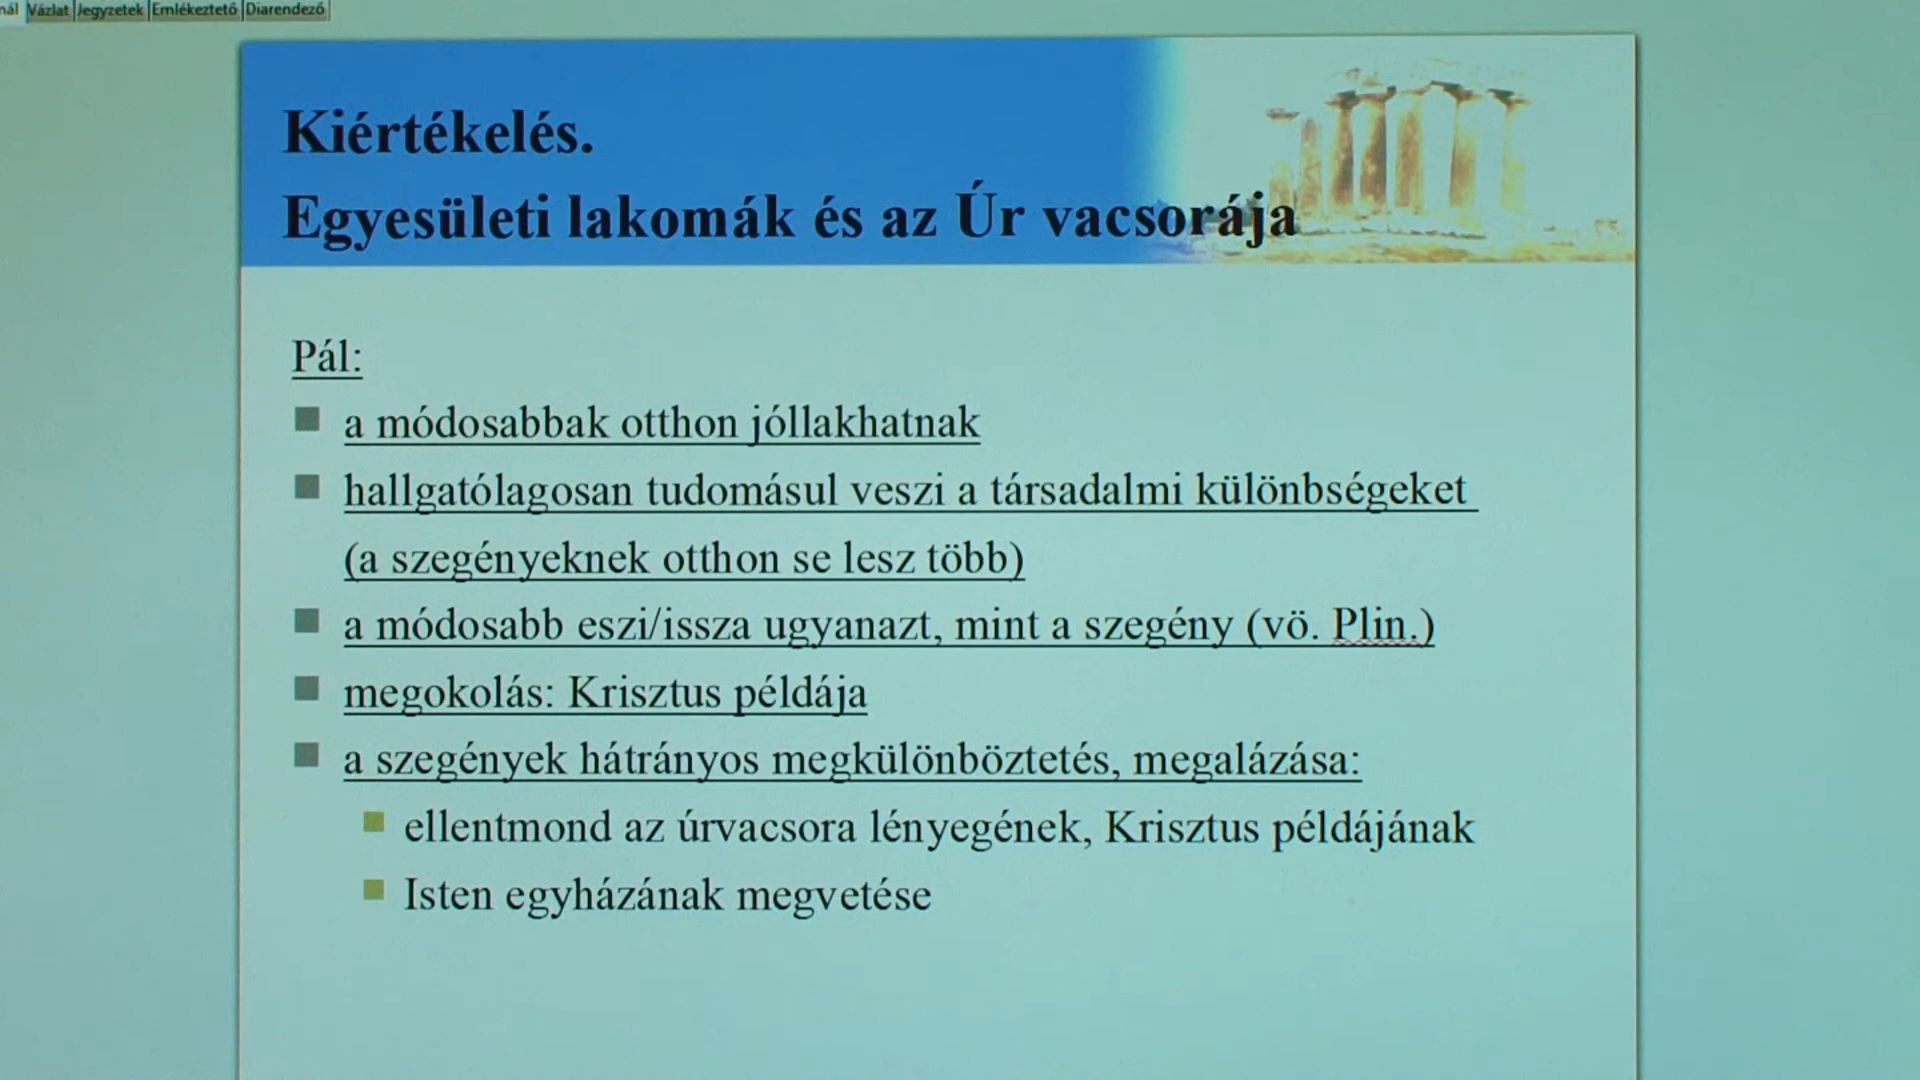 Vázlat Jegyzetek Emlékeztető Diarendező
Kiértékelés.
Egyesületi lakomák és az Úr vacsorája
Pál:
a módosabbak otthon jóllakhatnak
hallgatólagosan tudomásul veszi a társadalmi különbségeket
(a szegényeknek otthon se lesz több)
a módosabb eszi/issza ugyanazt, mint a szegény (vö. Plin.)
megokolás: Krisztus példája
a szegények hátrányos megkülönböztetés, megalázása:
ellentmond az úrvacsora lényegének, Krisztus példájának
Isten egyházának megvetése